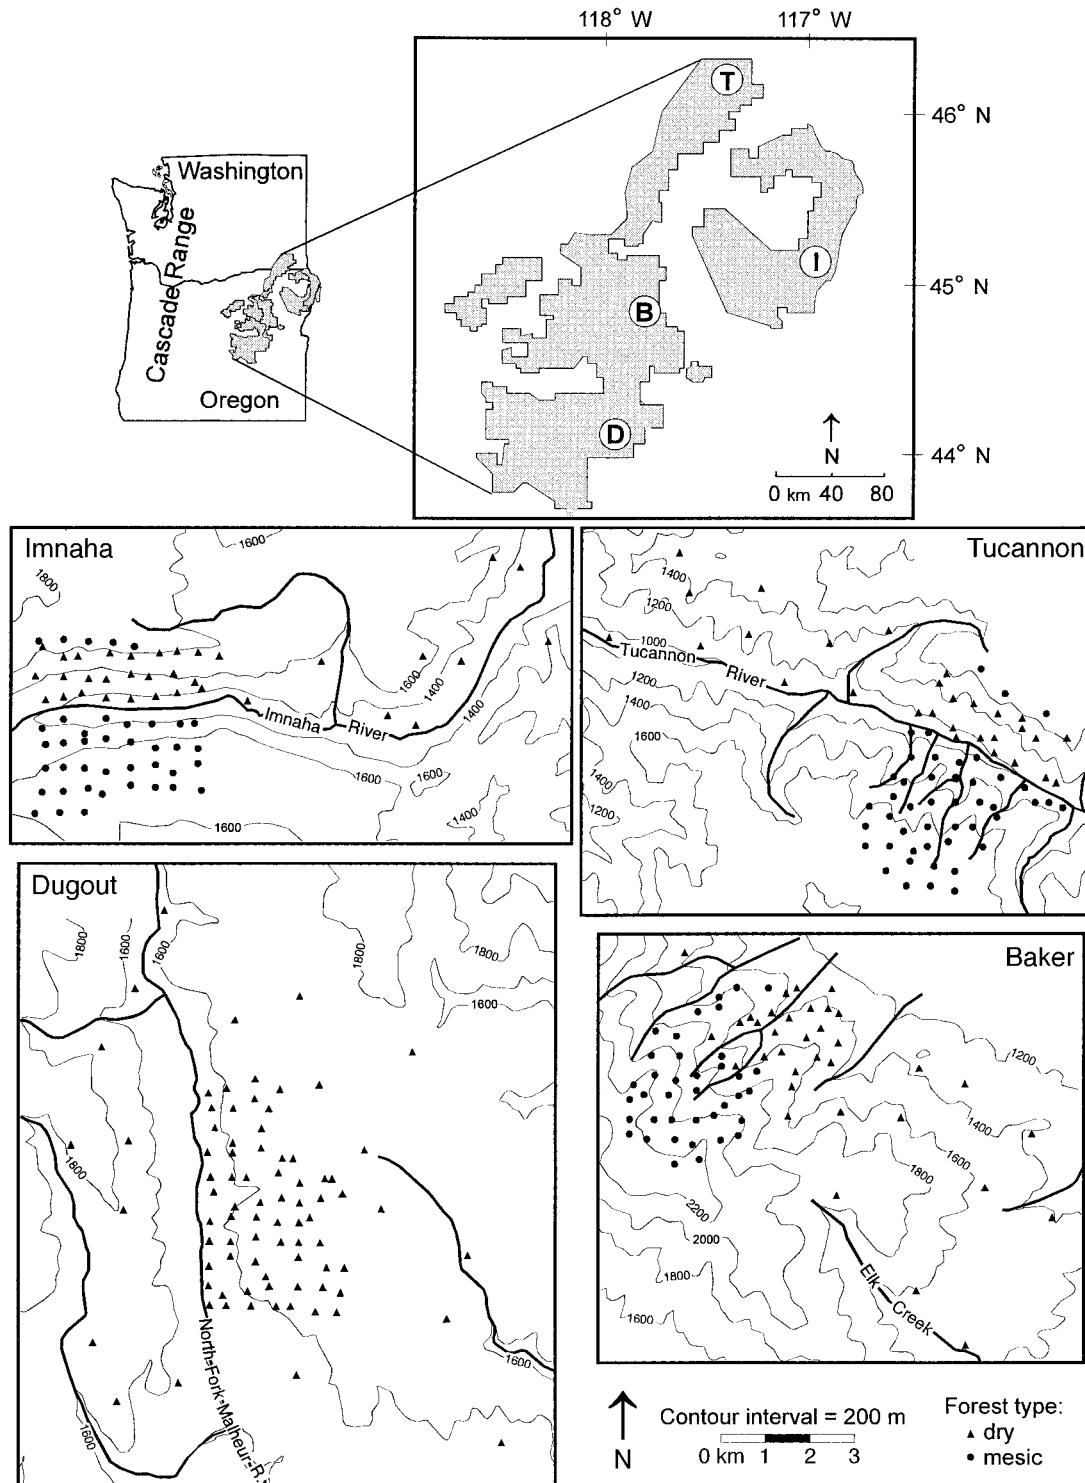 118° W
117° W
46° N
45° N
44° N
T
I
B
D
N
0 km 40 80
Washington
Cascade Range
Oregon
Imnaha
1600
1800
1600
1400
1400
Imnaha River
1600
1600
1400
1600
Tucannon
1400
1200
1000
Tucannon River
1200
1400
1600
1400
1200
Dugout
1800
1600
1600
1800
1800
1600
1800
North Fork Malheur R.
1600
1600
Baker
1200
1400
1600
1800
2200
2000
1800
1600
Elk Creek
N
Contour interval = 200 m
0 km 1 2 3
Forest type:
dry
mesic